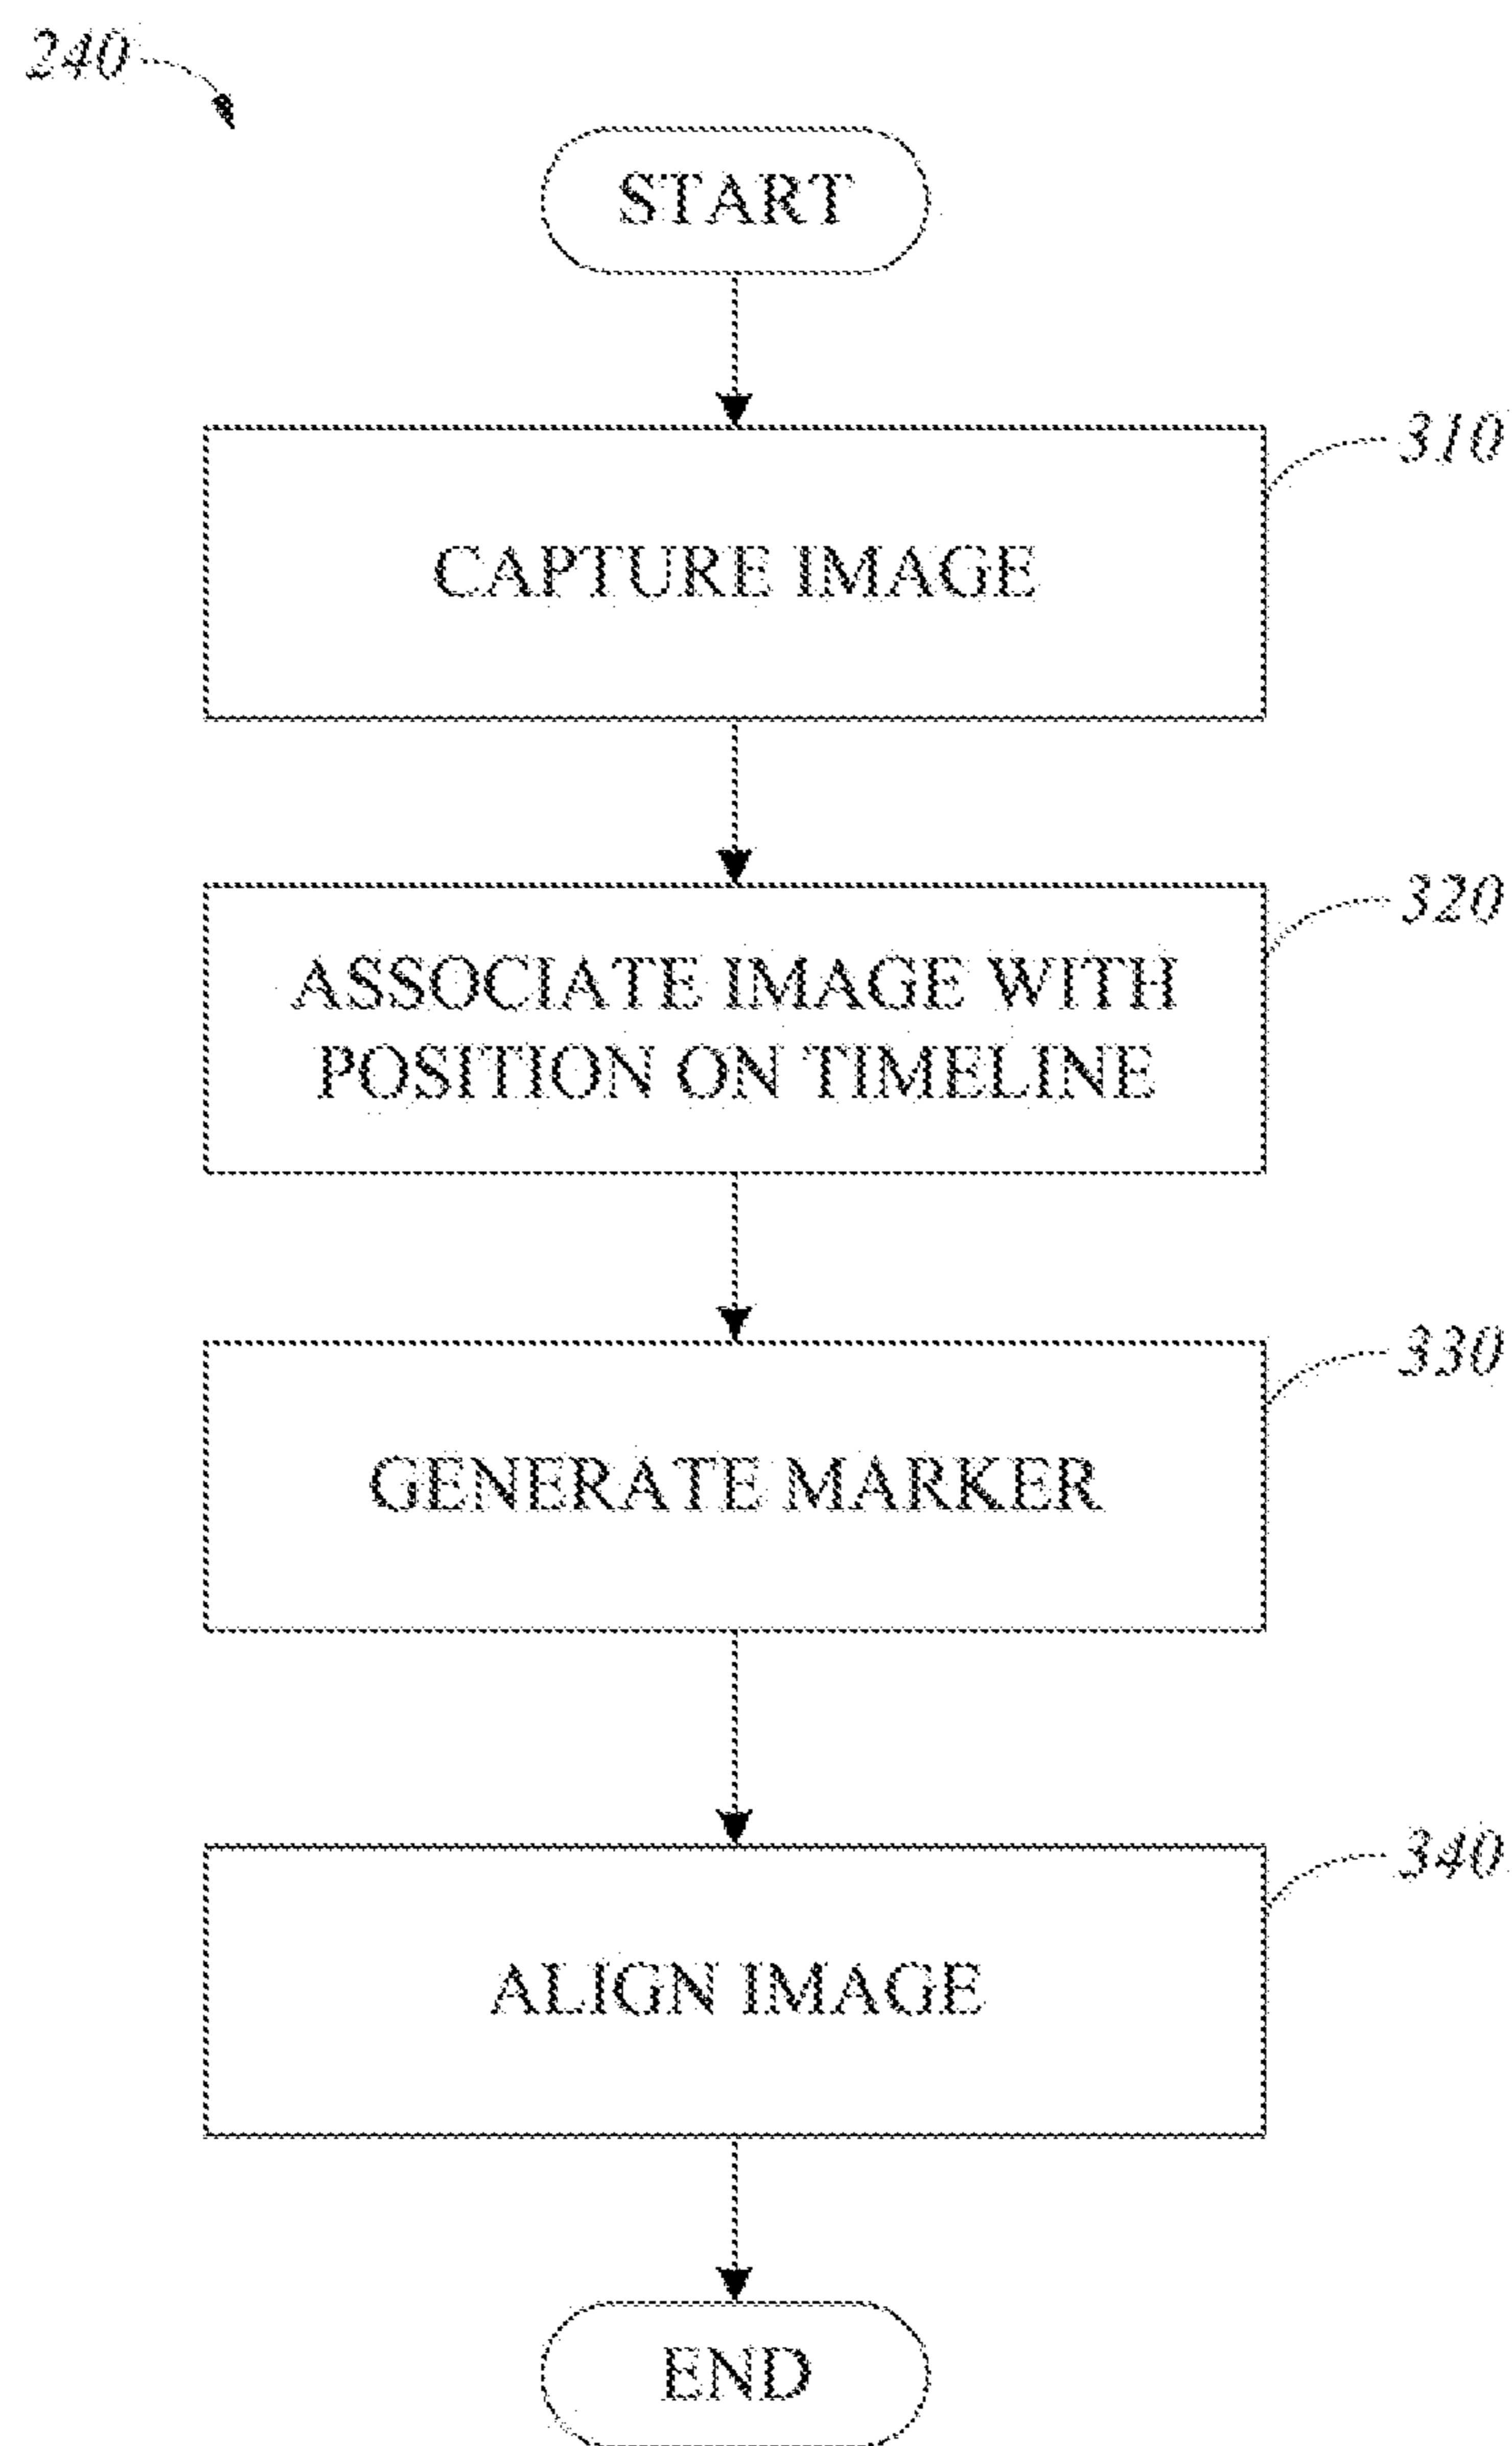 240
START
310
CAPTURE IMAGE
320
ASSOCIATE IMAGE WITH
POSITION ON TIMELINE
330
GENERATE MARKER
340
ALIGN IMAGE
END